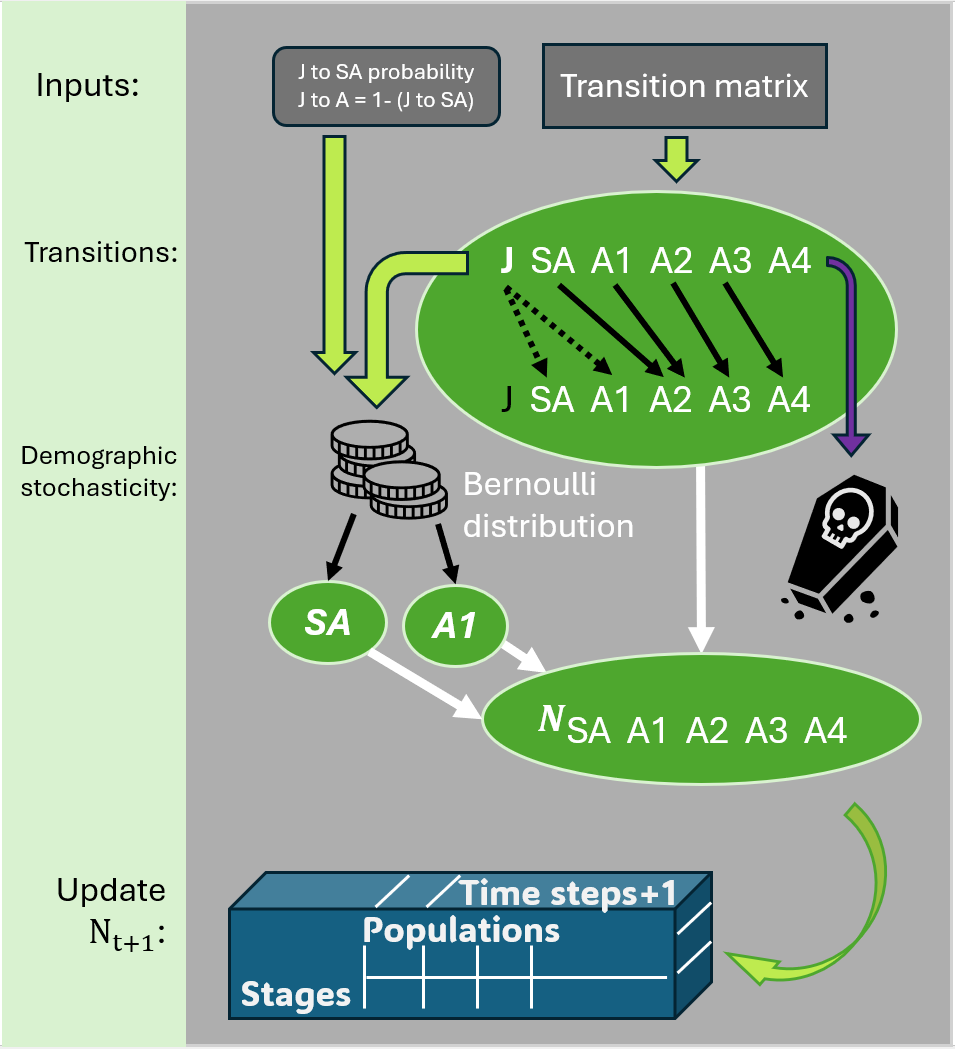 Inputs:
J to SA probability
J to A = 1- (J to SA)
Transition matrix
Transitions:
J SA A1 A2 A3 A4
J SA A1 A2 A3 A4
Demographic
stochasticity:
Bernoulli
distribution
SA
A1
N SA A1 A2 A3 A4
Update
Nt+1:
Time steps+1
Populations
Stages